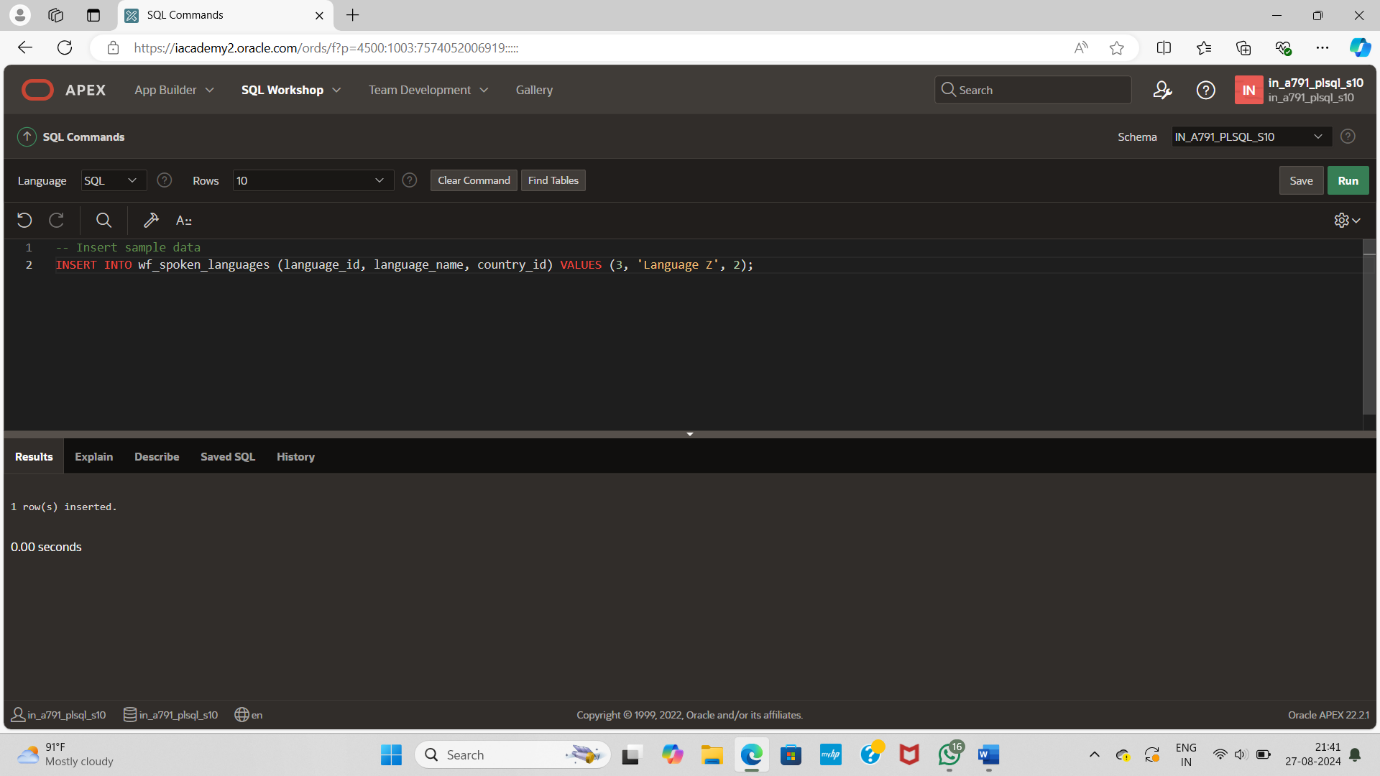 SQL Commands
https://iacademy2.oracle.com/ords/f?p=4500:1003:7574052006919:::::
APEX App Builder SQL Workshop Team Development Gallery Search IN in_a791_plsql_s10
in_a791_plsql_s10
SQL Commands Schema IN_A791_PLSQL_S10
Language SQL Rows 10 Clear Command Find Tables Save Run
A::
1 -- Insert sample data
2 INSERT INTO wf_spoken_languages (language_id, language_name, country_id) VALUES (3, 'Language Z', 2);
Results Explain Describe Saved SQL History
1 row(s) inserted.
0.00 seconds
in_a791_plsql_s10 in_a791_plsql_s10 en Copyright © 1999, 2022, Oracle and/or its affiliates. Oracle APEX 22.2.1
91°F
Mostly cloudy
Search
myhp
16
W
ENG
IN
21:41
27-08-2024